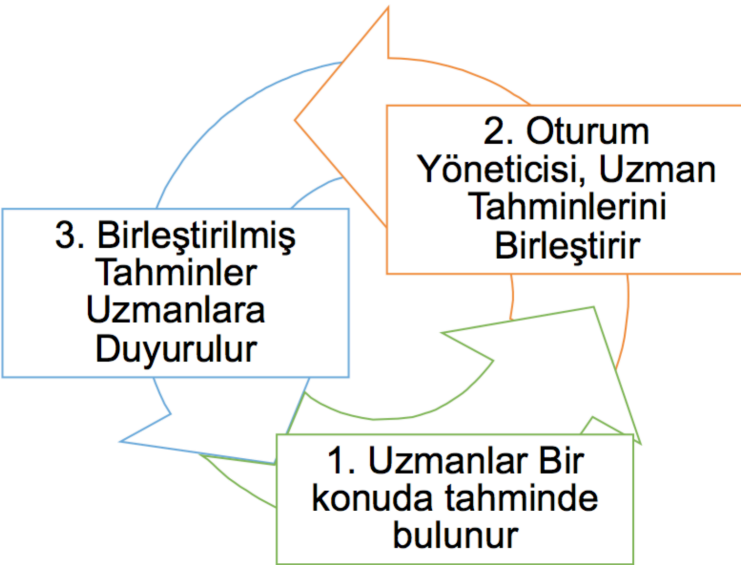 2. Oturum
Yöneticisi, Uzman
Tahminlerini
Birleştirir
3. Birleştirilmiş
Tahminler
Uzmanlara
Duyurulur
1. Uzmanlar Bir
konuda tahminde
bulunur